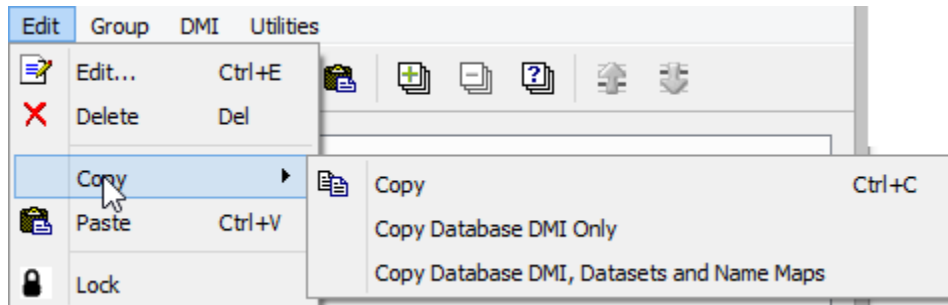 Edit Group DMI Utilities
Edit... Ctrl+E
Delete Del
Copy
Copy Ctrl+C
Paste Ctrl+V
Copy Database DMI Only
Copy Database DMI, Datasets and Name Maps
Lock